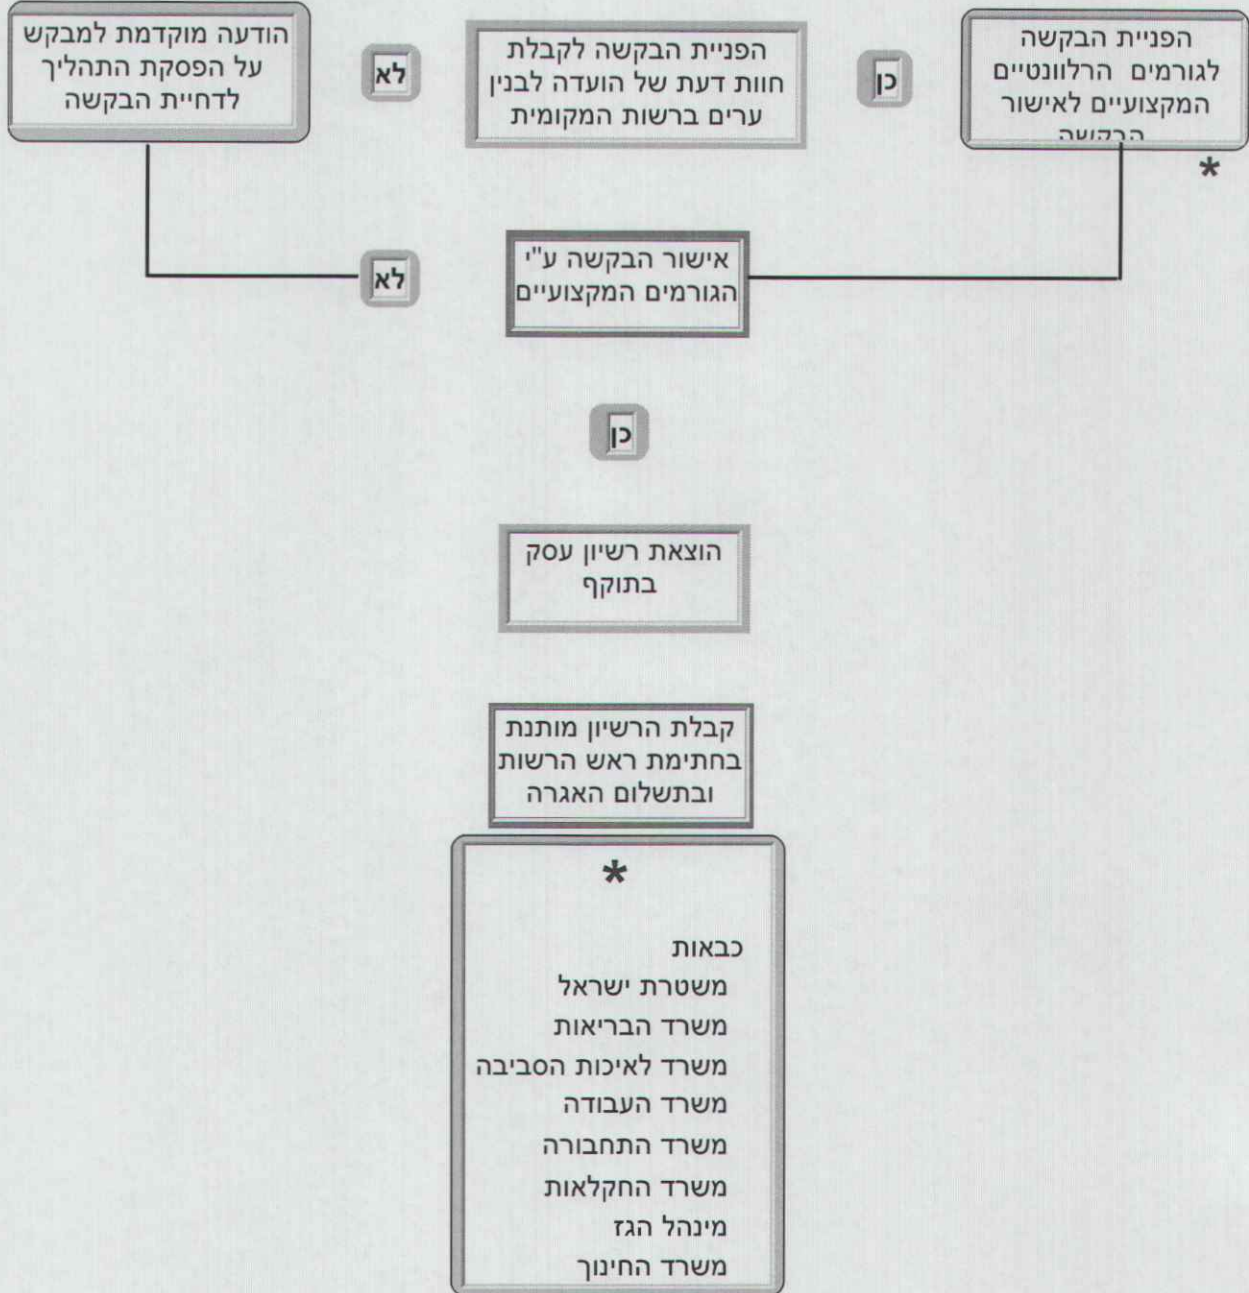 הפניית הבקשה
לגורמים הרלוונטיים
המקצועיים לאישור
הבקשה
*
כן
הפניית הבקשה לקבלת
חוות דעת של הועדה לבנין
ערים ברשות המקומית
לא
הודעה מוקדמת למבקש
על הפסקת התהליך
לדחיית הבקשה
אישור הבקשה ע"י
הגורמים המקצועיים
לא
כן
הוצאת רשיון עסק
בתוקף
קבלת הרשיון מותנת
בחתימת ראש הרשות
ובתשלום האגרה
*
כבאות
משטרת ישראל
משרד הבריאות
משרד לאיכות הסביבה
משרד העבודה
משרד התחבורה
משרד החקלאות
מינהל הגז
משרד החינוך